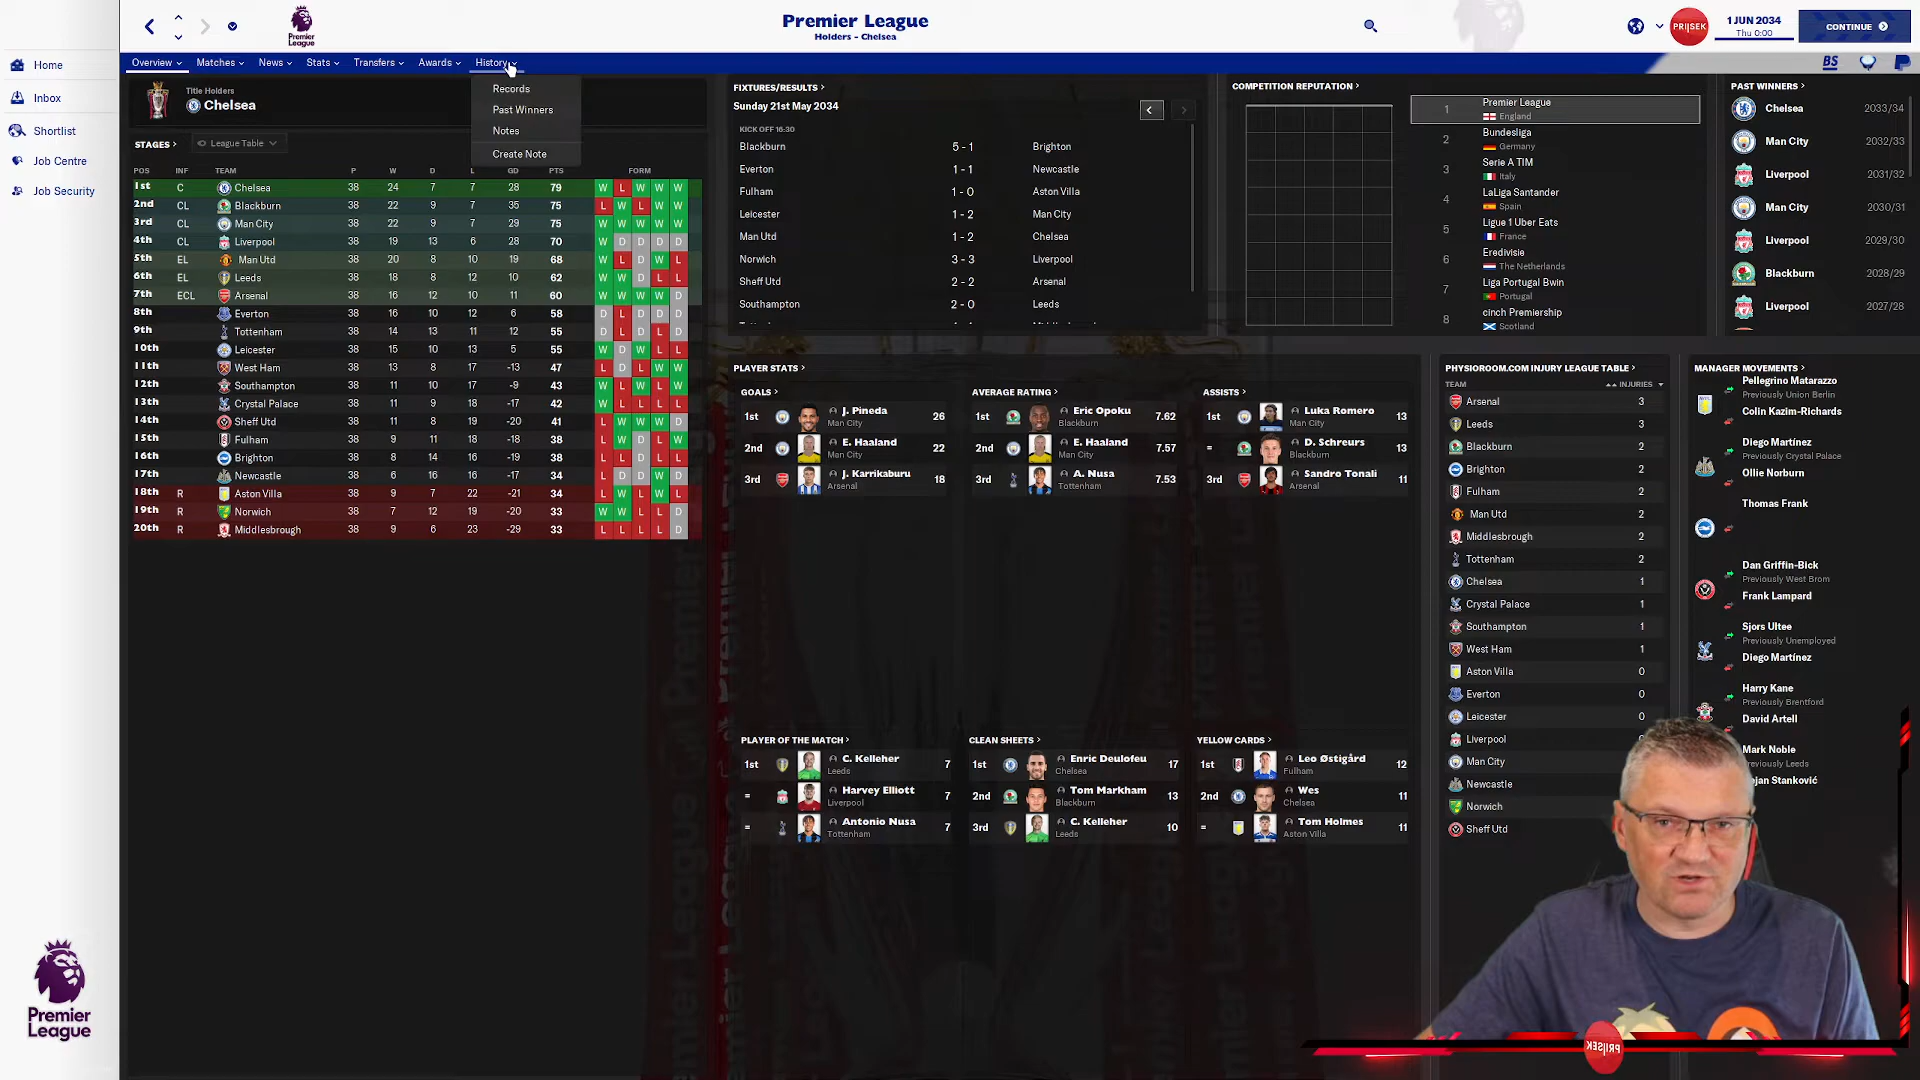 Premier League
Holders - Chelsea
Premier League
PRIJSEK
1 JUN 2034
Thu 0:00
CONTINUE
Home
Inbox
Shortlist
Job Centre
Job Security
Overview Matches News Stats Transfers Awards History
BS
Records
Past Winners
Notes
Create Note
Title Holders
Chelsea
STAGES > League Table
POS INF TEAM P W D L GD PTS FORM
1st C Chelsea 38 24 7 7 28 79 W L W W W
2nd CL Blackburn 38 22 9 7 35 75 L W L W W
3rd CL Man City 38 22 9 7 29 75 W W W W W
4th CL Liverpool 38 19 13 6 28 70 W D D D D
5th EL Man Utd 38 20 8 10 19 68 W L D W L
6th EL Leeds 38 18 8 12 10 62 W W D L L
7th ECL Arsenal 38 16 12 10 11 60 W W W W D
8th Everton 38 16 10 12 6 58 D L D D D
9th Tottenham 38 14 13 11 12 55 D L D L D
10th Leicester 38 15 10 13 5 55 W D W L L
11th West Ham 38 13 8 17 -13 47 L D L W W
12th Southampton 38 11 10 17 -9 43 W L W L W
13th Crystal Palace 38 11 9 18 -17 42 W L L L L
14th Sheff Utd 38 11 8 19 -20 41 L W W W D
15th Fulham 38 9 11 18 -18 38 L W D L W
16th Brighton 38 8 14 16 -19 38 L L D L L
17th Newcastle 38 6 16 16 -17 34 L D D W D
18th R Aston Villa 38 9 7 22 -21 34 L W L W L
19th R Norwich 38 7 12 19 -20 33 W W L L D
20th R Middlesbrough 38 9 6 23 -29 33 L L L L D
FIXTURES/RESULTS >
Sunday 21st May 2034
KICK OFF 16:30
Blackburn 5 - 1 Brighton
Everton 1 - 1 Newcastle
Fulham 1 - 0 Aston Villa
Leicester 1 - 2 Man City
Man Utd 1 - 2 Chelsea
Norwich 3 - 3 Liverpool
Sheff Utd 2 - 2 Arsenal
Southampton 2 - 0 Leeds
COMPETITION REPUTATION >
1 Premier League
England
2 Bundesliga
Germany
3 Serie A TIM
Italy
4 LaLiga Santander
Spain
5 Ligue 1 Uber Eats
France
6 Eredivisie
The Netherlands
7 Liga Portugal Bwin
Portugal
8 cinch Premiership
Scotland
PAST WINNERS >
Chelsea 2033/34
Man City 2032/33
Liverpool 2031/32
Man City 2030/31
Liverpool 2029/30
Blackburn 2028/29
Liverpool 2027/28
PLAYER STATS >
GOALS >
1st J. Pineda 26
Man City
2nd E. Haaland 22
Man City
3rd J. Karrikaburu 18
Arsenal
AVERAGE RATING >
1st Eric Opoku 7.62
Blackburn
2nd E. Haaland 7.57
Man City
3rd A. Nusa 7.53
Tottenham
ASSISTS >
1st Luka Romero 13
Man City
= D. Schreurs 13
Blackburn
3rd Sandro Tonali 11
Arsenal
PLAYER OF THE MATCH >
1st C. Kelleher 7
Leeds
= Harvey Elliott 7
Liverpool
= Antonio Nusa 7
Tottenham
CLEAN SHEETS >
1st Enric Deulofeu 17
Chelsea
2nd Tom Markham 13
Blackburn
3rd C. Kelleher 10
Leeds
YELLOW CARDS >
1st Leo Østigård 12
Fulham
2nd Wes 11
Chelsea
= Tom Holmes 11
Aston Villa
PHYSIOROOM.COM INJURY LEAGUE TABLE >
TEAM INJURIES
Arsenal 3
Leeds 3
Blackburn 2
Brighton 2
Fulham 2
Man Utd 2
Middlesbrough 2
Tottenham 2
Chelsea 1
Crystal Palace 1
Southampton 1
West Ham 1
Aston Villa 0
Everton 0
Leicester 0
Liverpool
Man City
Newcastle
Norwich
Sheff Utd
MANAGER MOVEMENTS >
Pellegrino Matarazzo
Previously Union Berlin
Colin Kazim-Richards
Diego Martínez
Previously Crystal Palace
Ollie Norburn
Thomas Frank
Dan Griffin-Bick
Previously West Brom
Frank Lampard
Sjors Ultee
Previously Unemployed
Diego Martínez
Harry Kane
Previously Brentford
David Artell
Mark Noble
Previously Leeds
Stanković
Premier
League
PRIJSEK